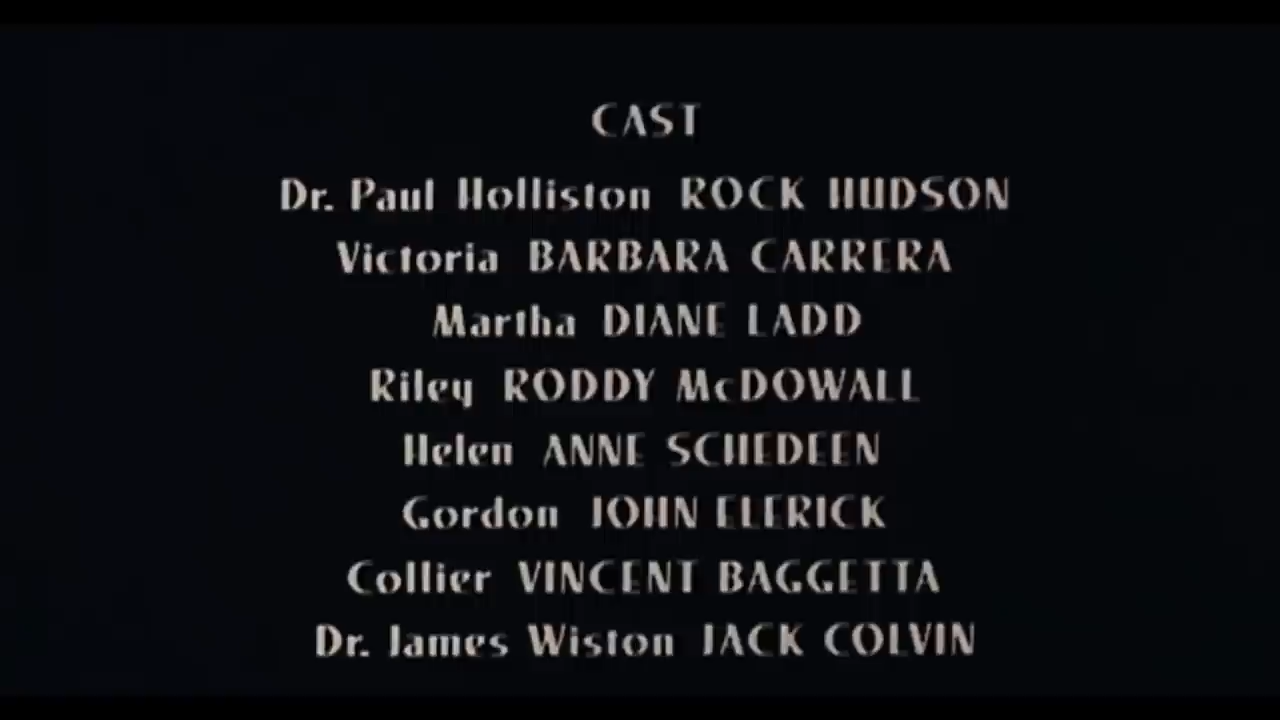 CAST
Dr. Paul Holliston ROCK HUDSON
Victoria BARBARA CARRERA
Martha DIANE LADD
Riley RODDY McDOWALL
Helen ANNE SCHEDEEN
Gordon JOHN ELERICK
Collier VINCENT BAGGETTA
Dr. James Wiston JACK COLVIN